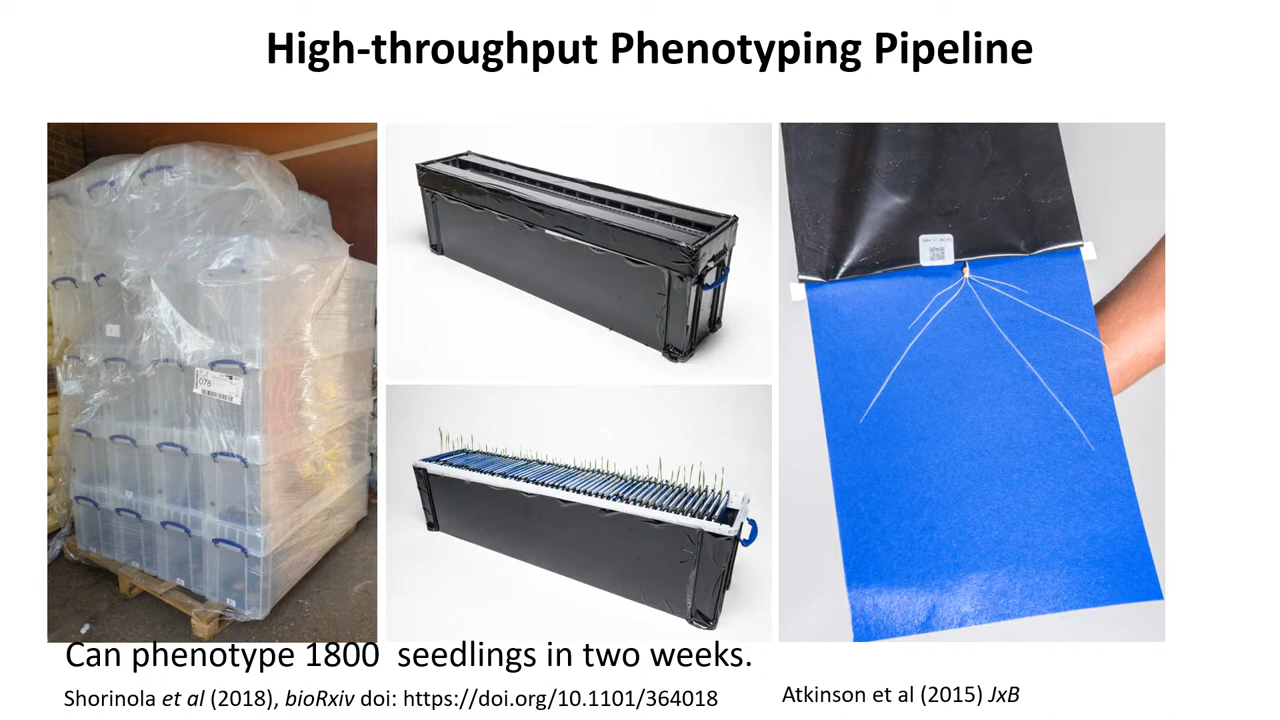 High-throughput Phenotyping Pipeline
078
Can phenotype 1800 seedlings in two weeks.
Shorinola et al (2018), bioRxiv doi: https://doi.org/10.1101/364018
Atkinson et al (2015) JxB